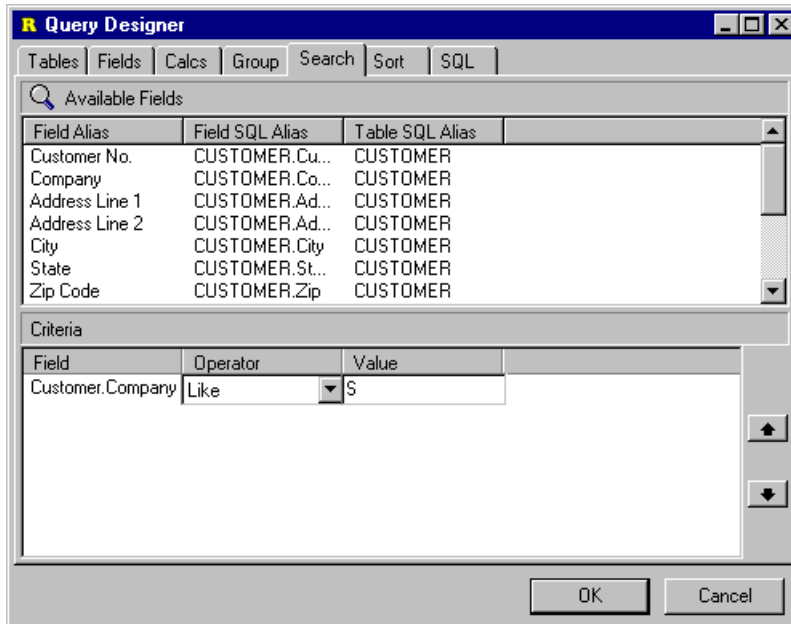 R Query Designer
Tables Fields Calcs Group Search Sort SQL
Available Fields
Field Alias Field SQL Alias Table SQL Alias
Customer No. CUSTOMER.Cu... CUSTOMER
Company CUSTOMER.Co... CUSTOMER
Address Line 1 CUSTOMER.Ad... CUSTOMER
Address Line 2 CUSTOMER.Ad... CUSTOMER
City CUSTOMER.City CUSTOMER
State CUSTOMER.St... CUSTOMER
Zip Code CUSTOMER.Zip CUSTOMER
Criteria
Field Operator Value
Customer.Company Like S
OK Cancel